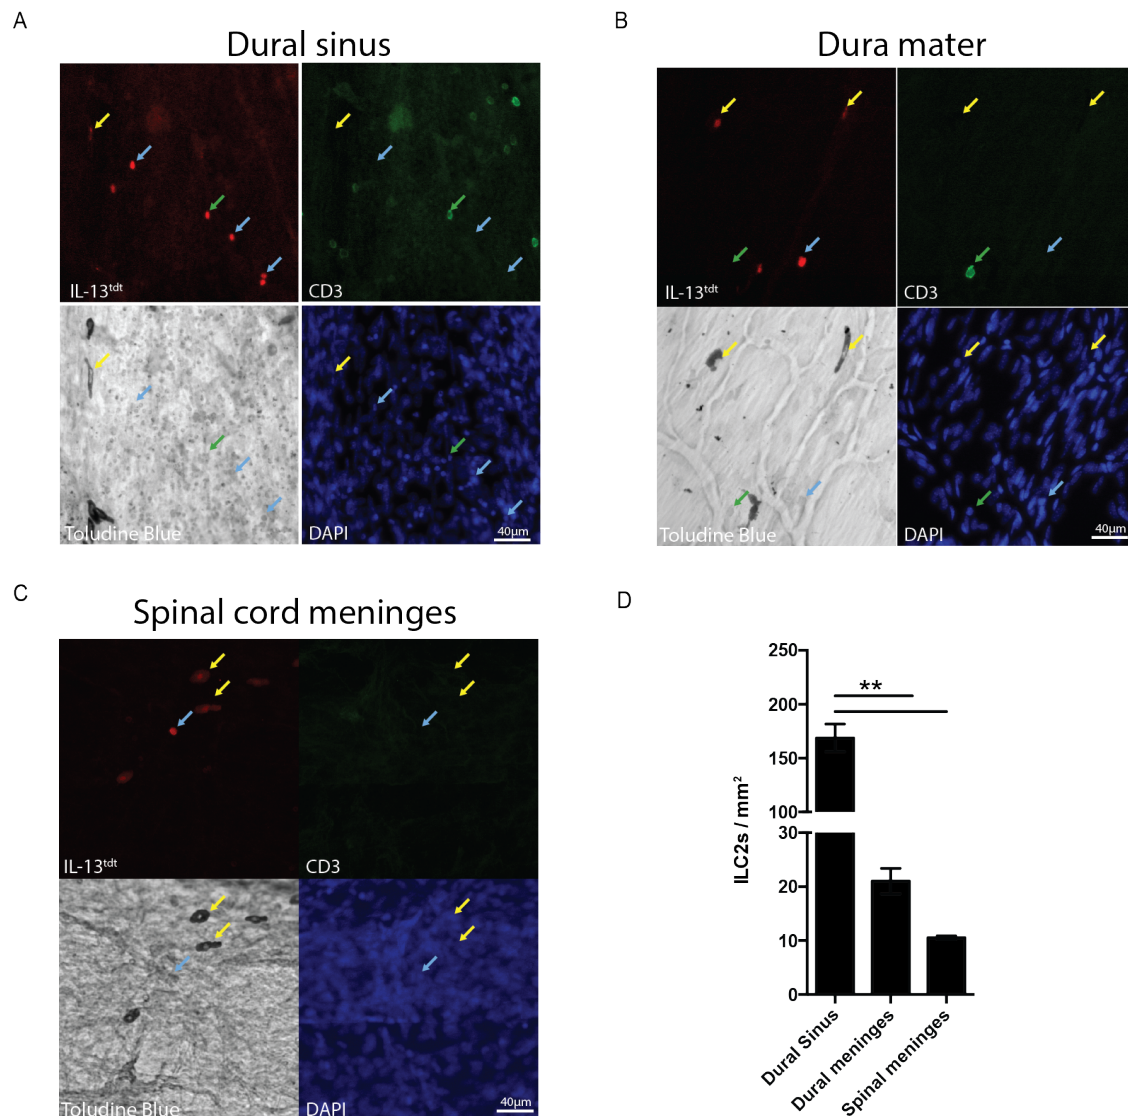 A
Dural sinus
IL-13tdt
CD3
Toludine Blue
DAPI
40µm
B
Dura mater
IL-13tdt
CD3
Toludine Blue
DAPI
40µm
C
Spinal cord meninges
IL-13tdt
CD3
Toludine Blue
DAPI
40µm
D
250
200
150
100
30
20
10
0
**
ILC2s / mm²
Dural Sinus
Dural meninges
Spinal meninges